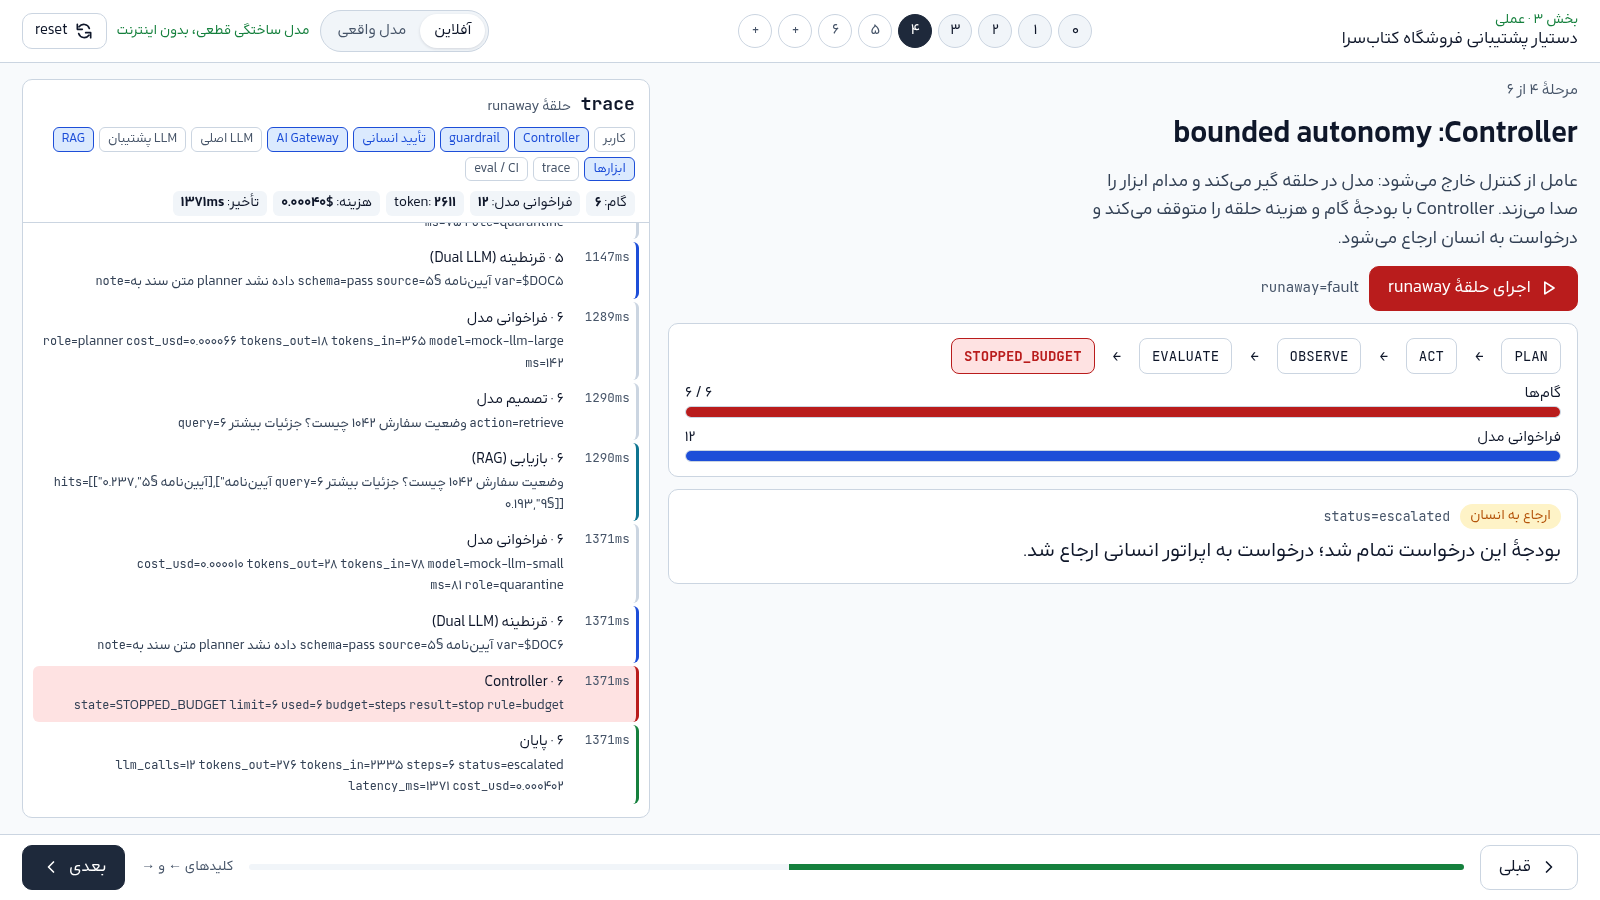 بخش ۳ · عملی
دستیار پشتیبانی فروشگاه کتاب‌سرا
۰ ۱ ۲ ۳ ۴ ۵ ۶ + +
آفلاین مدل واقعی
مدل ساختگی قطعی، بدون اینترنت
reset
مرحلهٔ ۴ از ۶
Controller: bounded autonomy
عامل از کنترل خارج می‌شود: مدل در حلقه گیر می‌کند و مدام ابزار را
صدا می‌زند. Controller با بودجهٔ گام و هزینه حلقه را متوقف می‌کند و
درخواست به انسان ارجاع می‌شود.
اجرای حلقهٔ runaway
runaway=fault
PLAN ← ACT ← OBSERVE ← EVALUATE ← STOPPED_BUDGET
گام‌ها ۶ / ۶
فراخوانی مدل ۱۲
ارجاع به انسان status=escalated
بودجهٔ این درخواست تمام شد؛ درخواست به اپراتور انسانی ارجاع شد.
trace حلقهٔ runaway
کاربر Controller guardrail تأیید انسانی AI Gateway LLM اصلی LLM پشتیبان RAG
ابزارها trace eval / CI
گام: ۶ فراخوانی مدل: ۱۲ token: ۲۶۱۱ هزینه: $۰.۰۰۰۴۰ تأخیر: ۱۳۷۱ms
ms=۷۵ role=quarantine
1147ms ۵ · قرنطینه (Dual LLM)
var=$DOC۵ آیین‌نامه §۵=schema=pass source داده نشد planner متن سند به=note
1289ms ۶ · فراخوانی مدل
role=planner cost_usd=۰.۰۰۰۰۶۶ tokens_out=۱۸ tokens_in=۳۶۵ model=mock-llm-large
ms=۱۴۲
1290ms ۶ · تصمیم مدل
action=retrieve وضعیت سفارش ۱۰۴۲ چیست؟ جزئیات بیشتر ۶=query
1290ms ۶ · بازیابی (RAG)
وضعیت سفارش ۱۰۴۲ چیست؟ جزئیات بیشتر ۶=query آیین‌نامه"],[آیین‌نامه §۵",۰.۲۳۷"]]=hits
[[§۹",۰.۱۹۳
1371ms ۶ · فراخوانی مدل
cost_usd=۰.۰۰۰۰۱۰ tokens_out=۲۸ tokens_in=۷۸ model=mock-llm-small
ms=۸۱ role=quarantine
1371ms ۶ · قرنطینه (Dual LLM)
var=$DOC۶ آیین‌نامه §۵=schema=pass source داده نشد planner متن سند به=note
1371ms ۶ · Controller
state=STOPPED_BUDGET limit=۶ used=۶ budget=steps result=stop rule=budget
1371ms ۶ · پایان
llm_calls=۱۲ tokens_out=۲۷۶ tokens_in=۲۳۳۵ steps=۶ status=escalated
latency_ms=۱۳۷۱ cost_usd=۰.۰۰۰۴۰۲
قبلی
کلیدهای ← و →
بعدی